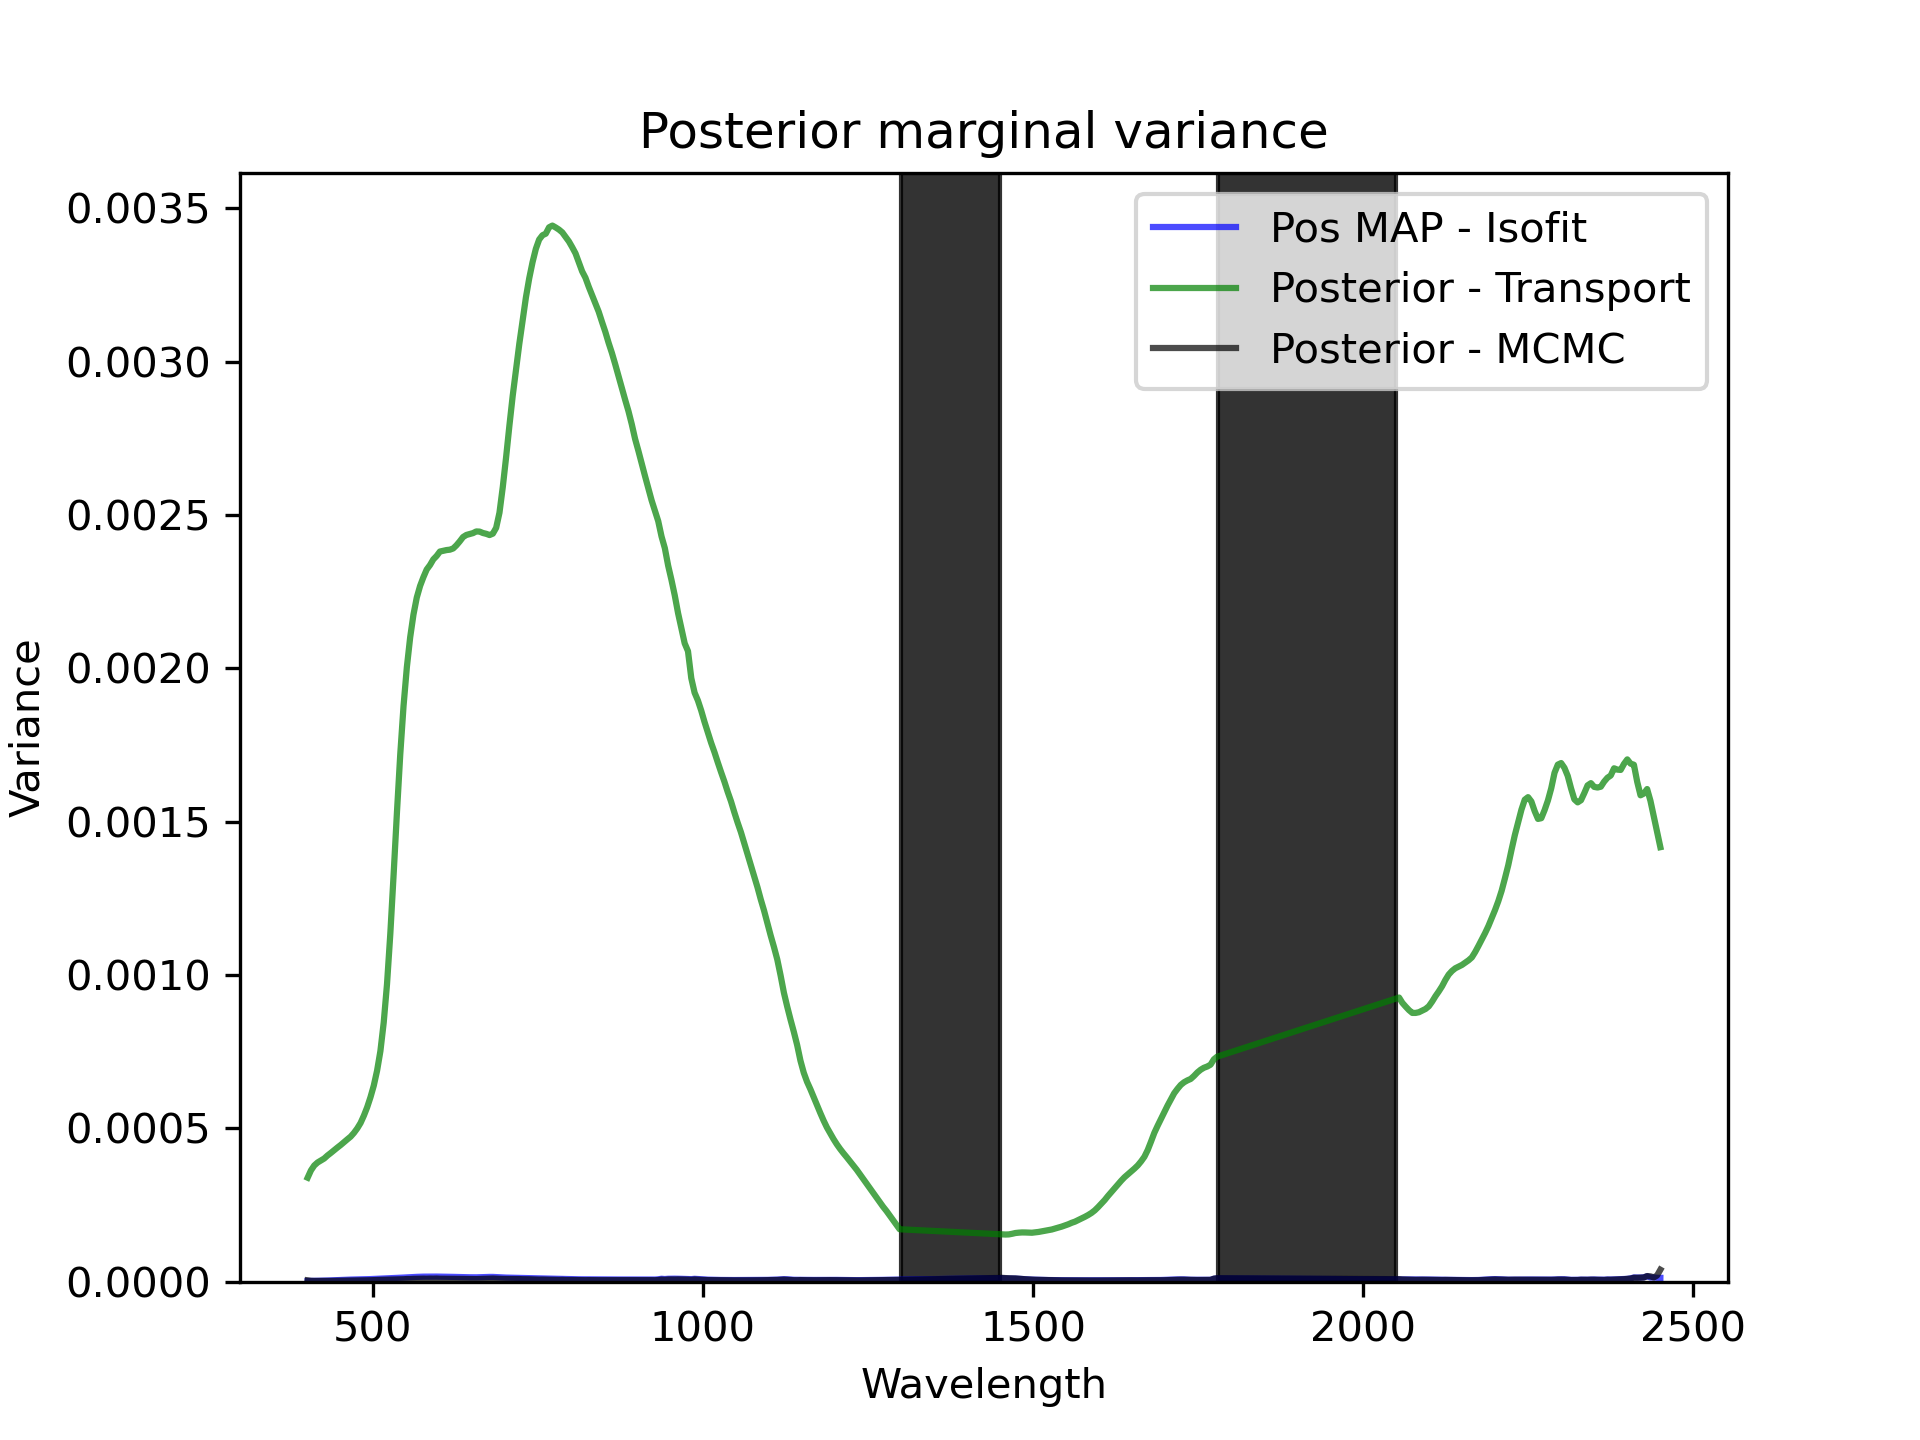 Posterior marginal variance
Pos MAP - Isofit
Posterior - Transport
Posterior - MCMC
Variance
0.0035
0.0030
0.0025
0.0020
0.0015
0.0010
0.0005
0.0000
500 1000 1500 2000 2500
Wavelength